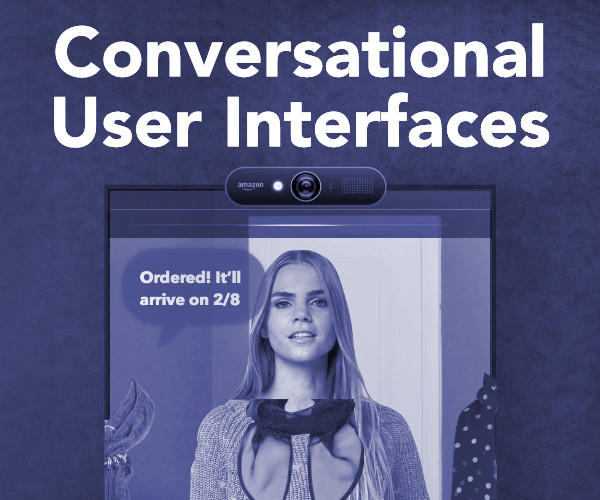 Conversational
User Interfaces
amazon
Ordered! It'll
arrive on 2/8